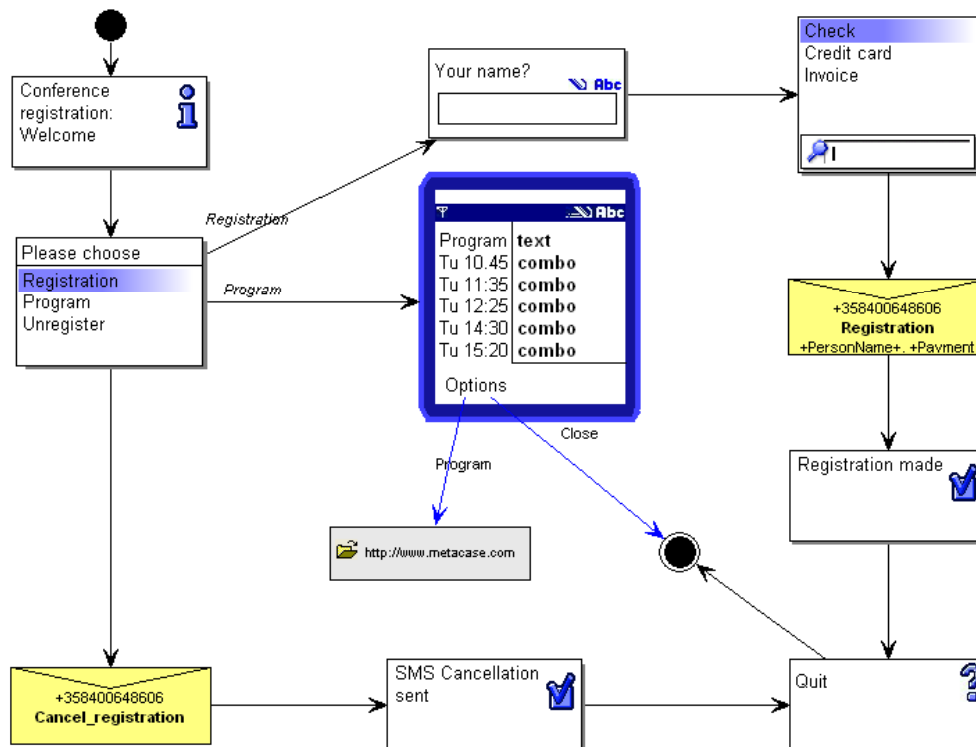 Conference
registration:
Welcome
Your name?
Abc
Check
Credit card
Invoice
Registration
Please choose
Registration
Program
Unregister
Program
Abc
Program text
Tu 10.45 combo
Tu 11:35 combo
Tu 12:25 combo
Tu 14:30 combo
Tu 15:20 combo
Options
+358400648606
Registration
+PersonName+. +Payment
Close
Program
Registration made
http://www.metacase.com
+358400648606
Cancel_registration
SMS Cancellation
sent
Quit
?